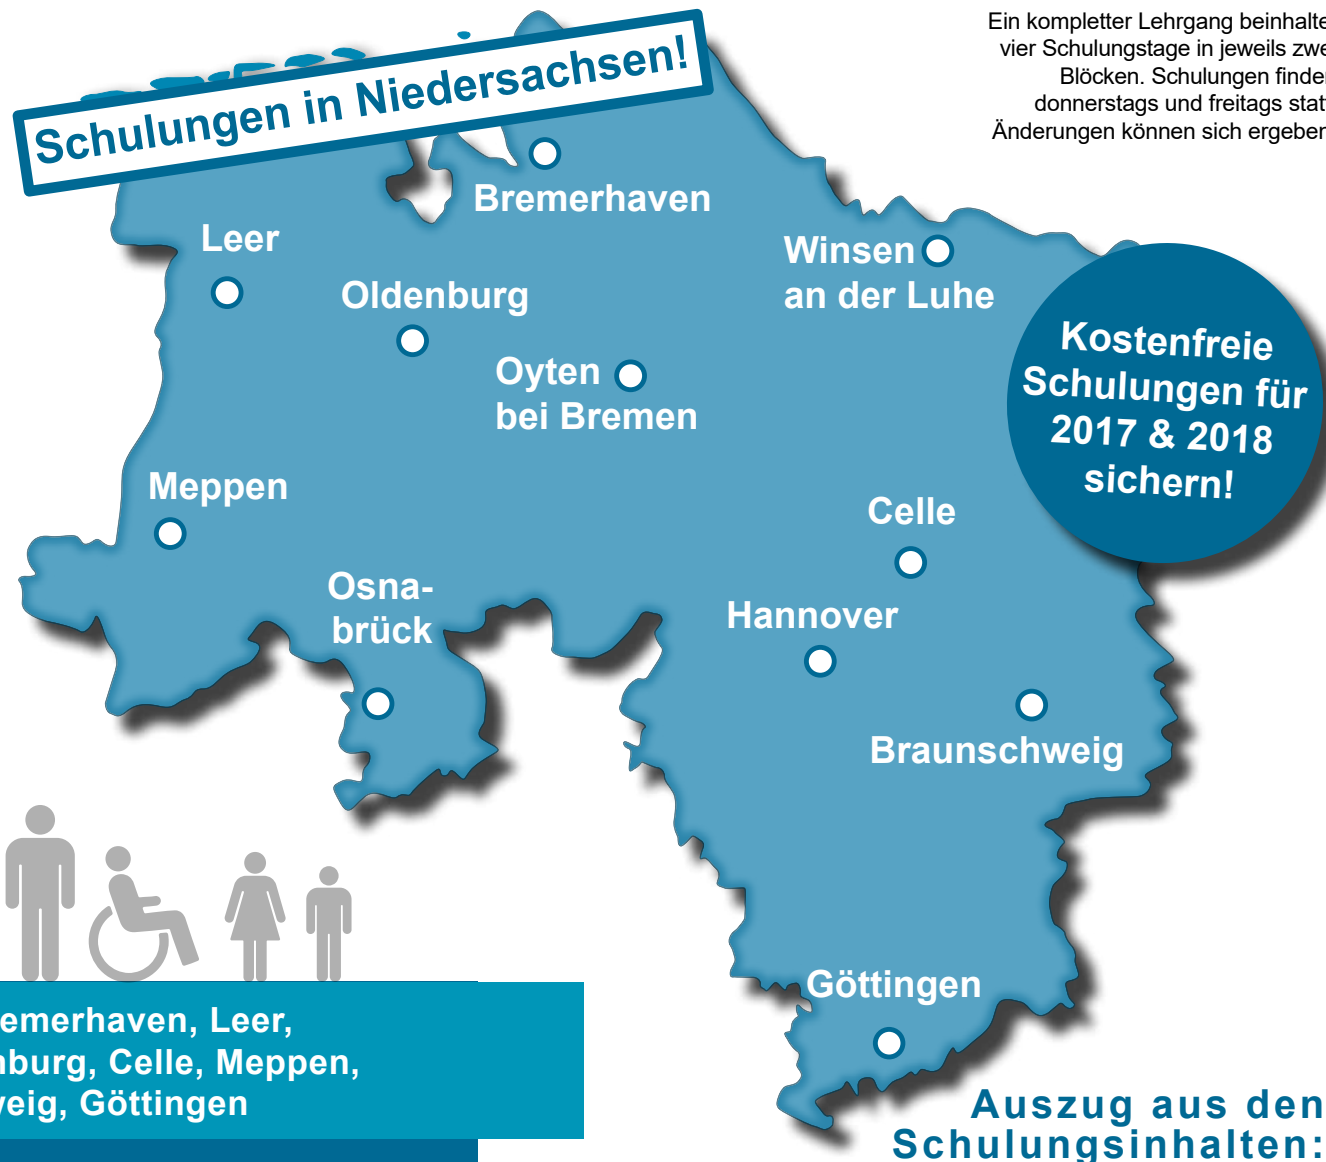 Ein kompletter Lehrgang beinhalte
vier Schulungstage in jeweils zwe
Blöcken. Schulungen finden
donnerstags und freitags statt
Änderungen können sich ergeben
Schulungen in Niedersachsen!
Bremerhaven
Leer
Winsen
an der Luhe
Oldenburg
Oyten
bei Bremen
Kostenfreie
Schulungen für
2017 & 2018
sichern!
Meppen
Celle
Osna-
brück
Hannover
Braunschweig
Göttingen
emerhaven, Leer,
nburg, Celle, Meppen,
veig, Göttingen
Auszug aus den
Schulungsinhalten: